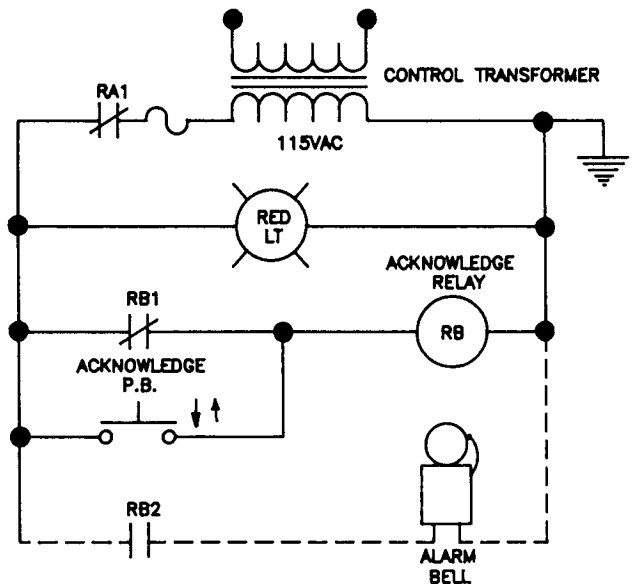 CONTROL TRANSFORMER
RA1
115VAC
RED
LT
ACKNOWLEDGE
RELAY
RB1
RB
ACKNOWLEDGE
P.B.
RB2
ALARM
BELL